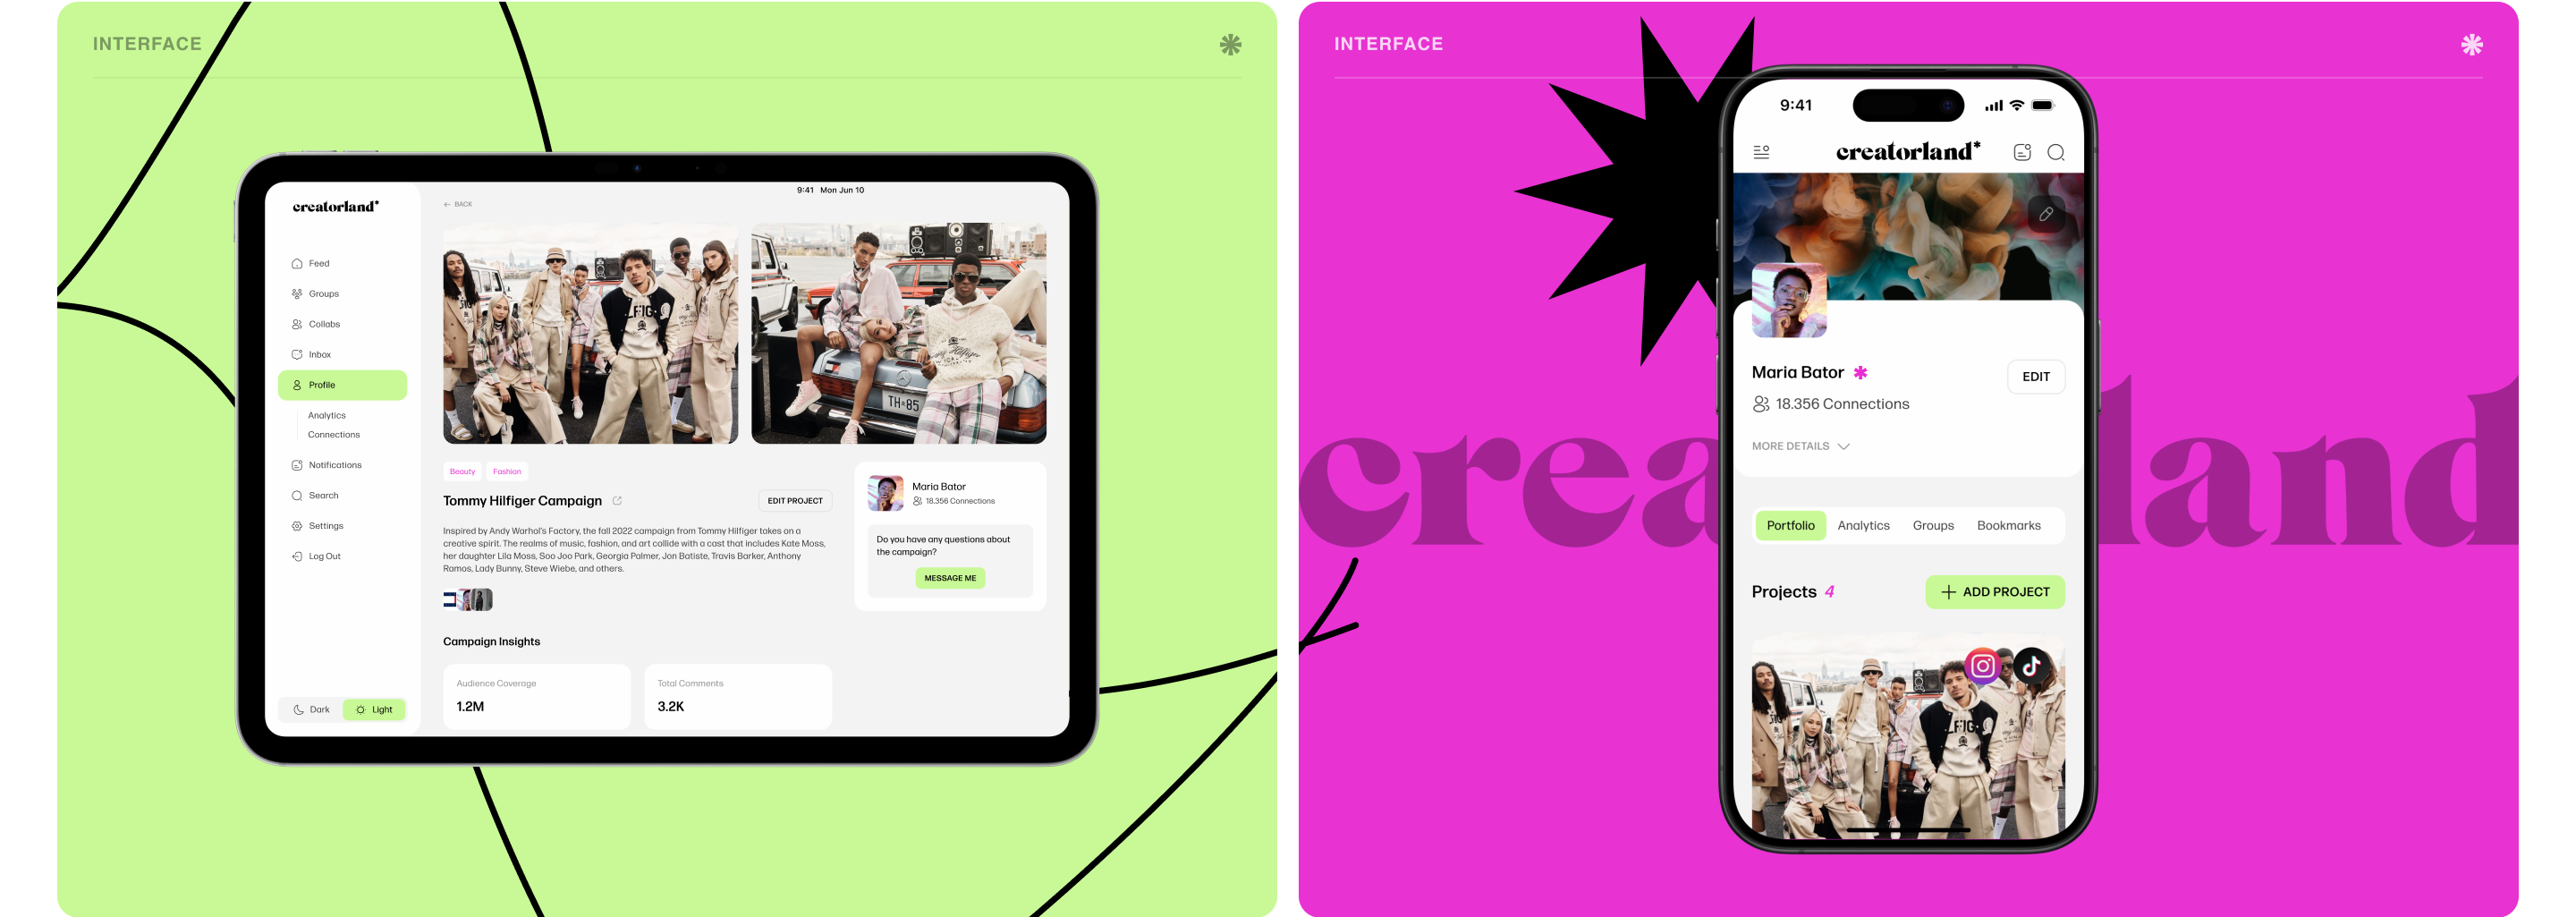 INTERFACE
creatorland*
Feed
Groups
Collabs
Inbox
Profile
Analytics
Connections
Notifications
Search
Settings
Log Out
Dark
Light
9:41 Mon Jun 10
← BACK
TH·85
Beauty
Fashion
Tommy Hilfiger Campaign
EDIT PROJECT
Inspired by Andy Warhol's Factory, the fall 2022 campaign from Tommy Hilfiger takes on a
creative spirit. The realms of music, fashion, and art collide with a cast that includes Kate Moss,
her daughter Lila Moss, Soo Joo Park, Georgia Palmer, Jon Batiste, Travis Barker, Anthony
Ramos, Lady Bunny, Steve Wiebe, and others.
Maria Bator
18.356 Connections
Do you have any questions about
the campaign?
MESSAGE ME
Campaign Insights
Audience Coverage
1.2M
Total Comments
3.2K
INTERFACE
crea
land
9:41
creatorland*
Maria Bator
EDIT
18.356 Connections
MORE DETAILS
Portfolio
Analytics
Groups
Bookmarks
Projects 4
+ ADD PROJECT